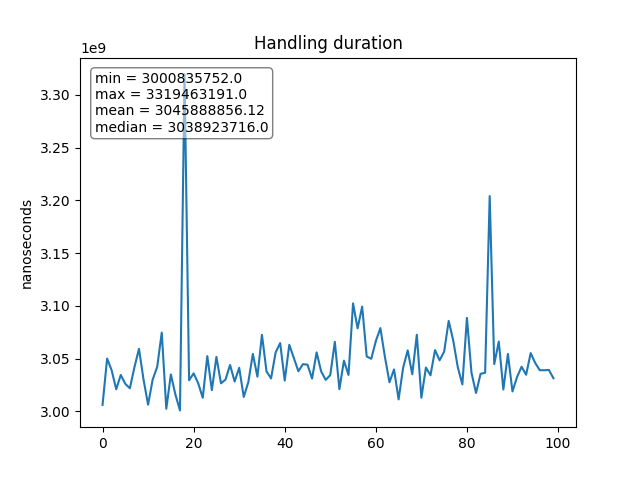 Handling duration
1e9
min = 3000835752.0
max = 3319463191.0
mean = 3045888856.12
median = 3038923716.0
3.30
3.25
3.20
3.15
3.10
3.05
3.00
nanoseconds
0 20 40 60 80 100